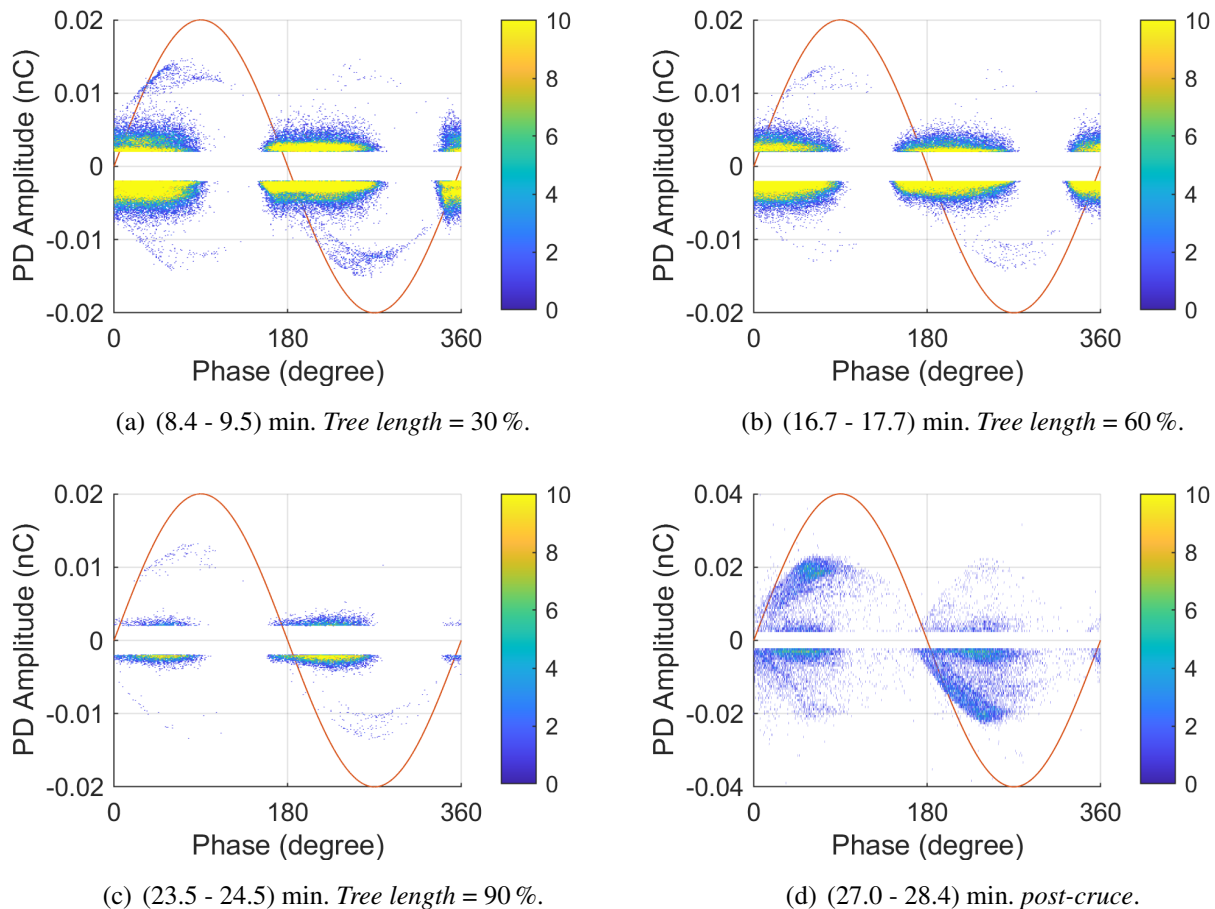 0.02
0.01
0
-0.01
-0.02
PD Amplitude (nC)
0 180 360
Phase (degree)
10
8
6
4
2
0
(a) (8.4 - 9.5) min. Tree length = 30 %.
0.02
0.01
0
-0.01
-0.02
PD Amplitude (nC)
0 180 360
Phase (degree)
10
8
6
4
2
0
(b) (16.7 - 17.7) min. Tree length = 60 %.
0.02
0.01
0
-0.01
-0.02
PD Amplitude (nC)
0 180 360
Phase (degree)
10
8
6
4
2
0
(c) (23.5 - 24.5) min. Tree length = 90 %.
0.04
0.02
0
-0.02
-0.04
PD Amplitude (nC)
0 180 360
Phase (degree)
10
8
6
4
2
0
(d) (27.0 - 28.4) min. post-cruce.